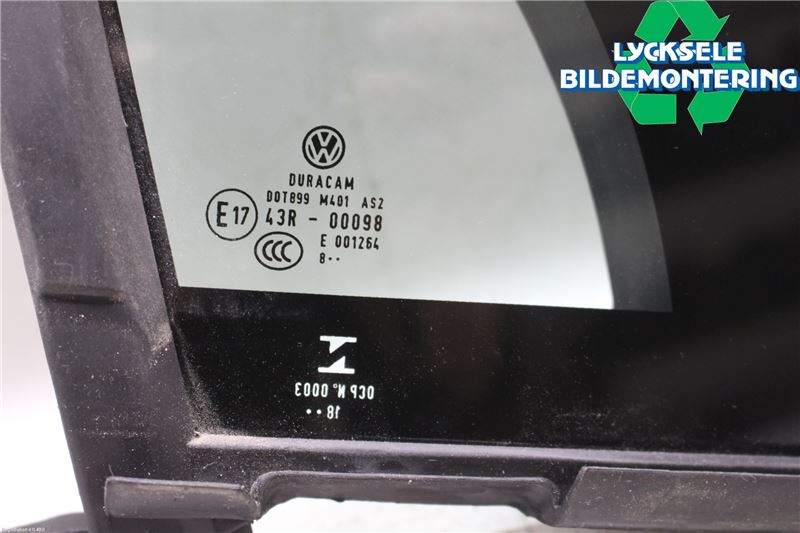 LYCKSELE
BILDEMONTERING
DURACAM
DOT899 M401 AS2
E17 43R - 00098
CCC E 001264
8··
OCP N° 0003
18··